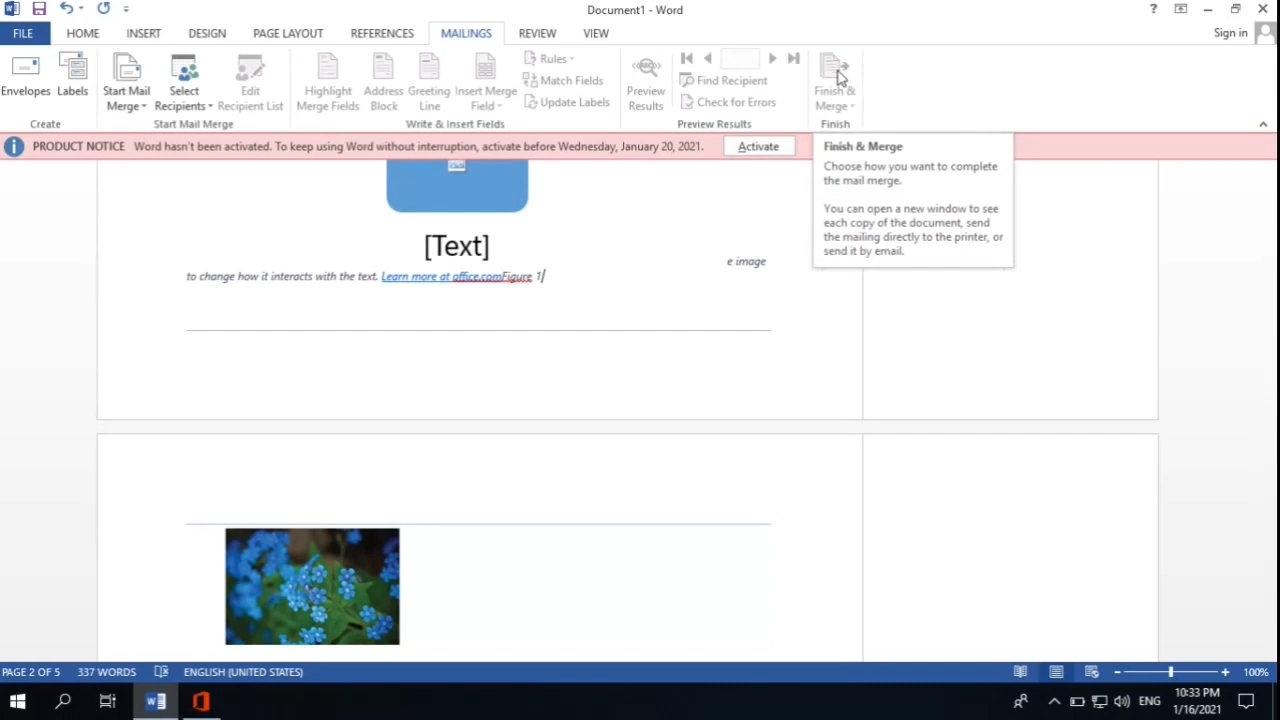 Document1 - Word
?
FILE HOME INSERT DESIGN PAGE LAYOUT REFERENCES MAILINGS REVIEW VIEW Sign in
Envelopes
Labels
Create
Start Mail
Merge
Select
Recipients
Edit
Recipient List
Start Mail Merge
Highlight
Merge Fields
Address
Block
Greeting
Line
Insert Merge
Field
Rules
Match Fields
Update Labels
Write & Insert Fields
ABC
Preview
Results
Find Recipient
Check for Errors
Preview Results
Finish &
Merge
Finish
PRODUCT NOTICE Word hasn't been activated. To keep using Word without interruption, activate before Wednesday, January 20, 2021. Activate
Finish & Merge
Choose how you want to complete
the mail merge.
You can open a new window to see
each copy of the document, send
the mailing directly to the printer, or
send it by email.
[Text]
e image
to change how it interacts with the text. Learn more at office.comFigure 1
PAGE 2 OF 5 337 WORDS ENGLISH (UNITED STATES) 100%
ENG
10:33 PM
1/16/2021